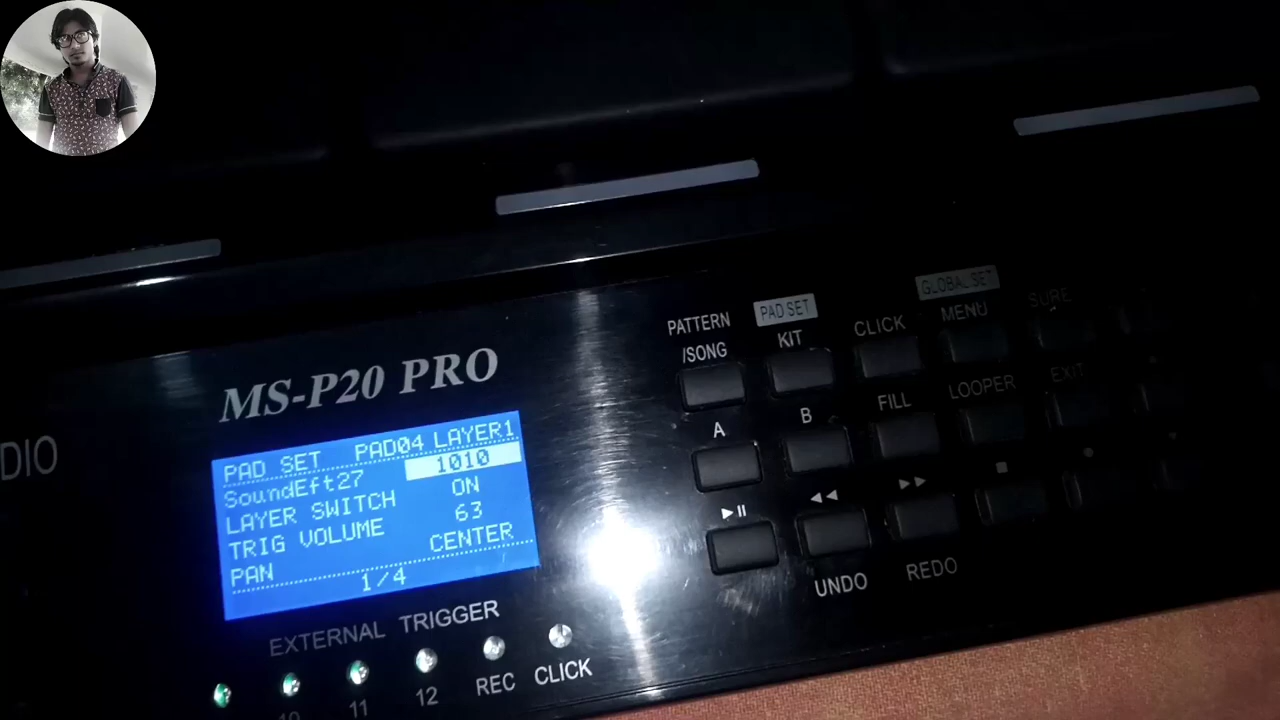 MS-P20 PRO
DIO
PAD SET PAD04 LAYER1
SoundEft27 1010
LAYER SWITCH ON
TRIG VOLUME 63
PAN CENTER
1/4
EXTERNAL TRIGGER
10 11 12 REC CLICK
PATTERN
/SONG
PAD SET
KIT
CLICK
GLOBAL SET
MENU
SURE
A
B
FILL
LOOPER
EXIT
UNDO
REDO